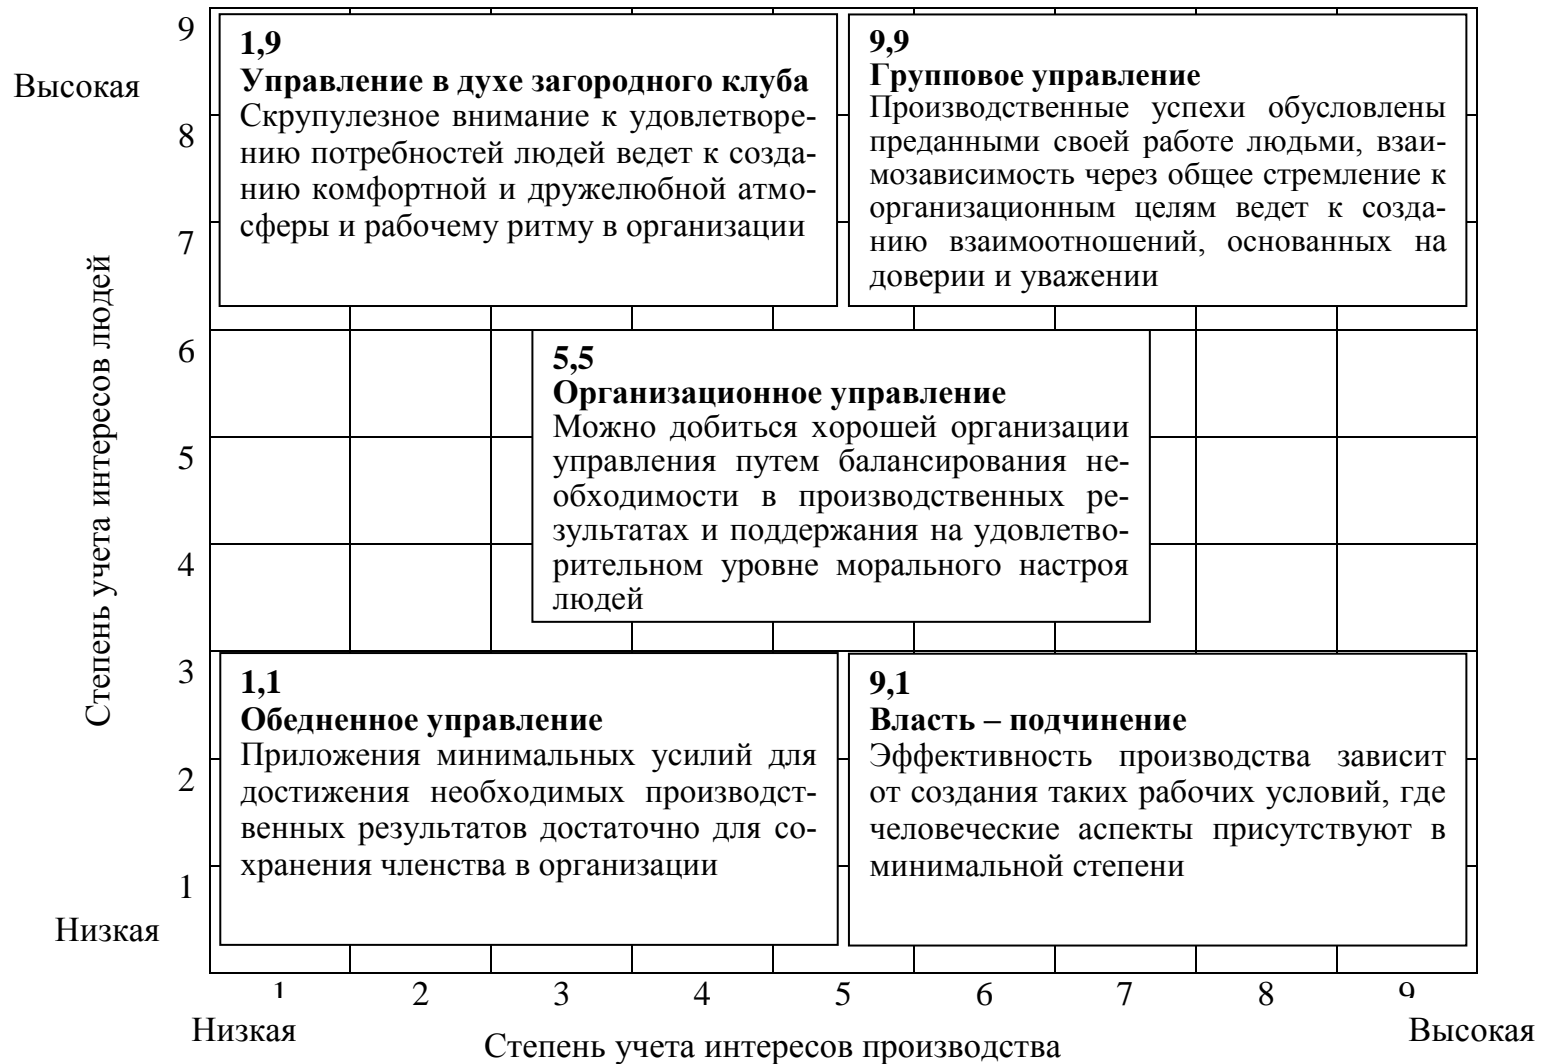 9
8
7
6
5
4
3
2
1
Высокая
Низкая
Степень учета интересов людей
1,9
Управление в духе загородного клуба
Скрупулезное внимание к удовлетворе-
нию потребностей людей ведет к созда-
нию комфортной и дружелюбной атмо-
сферы и рабочему ритму в организации
9,9
Групповое управление
Производственные успехи обусловлены
преданными своей работе людьми, взаи-
мозависимость через общее стремление к
организационным целям ведет к созда-
нию взаимоотношений, основанных на
доверии и уважении
5,5
Организационное управление
Можно добиться хорошей организации
управления путем балансирования не-
обходимости в производственных ре-
зультатах и поддержания на удовлетво-
рительном уровне морального настроя
людей
1,1
Обедненное управление
Приложения минимальных усилий для
достижения необходимых производст-
венных результатов достаточно для со-
хранения членства в организации
9,1
Власть – подчинение
Эффективность производства зависит
от создания таких рабочих условий, где
человеческие аспекты присутствуют в
минимальной степени
1 2 3 4 5 6 7 8 9
Низкая
Степень учета интересов производства
Высокая